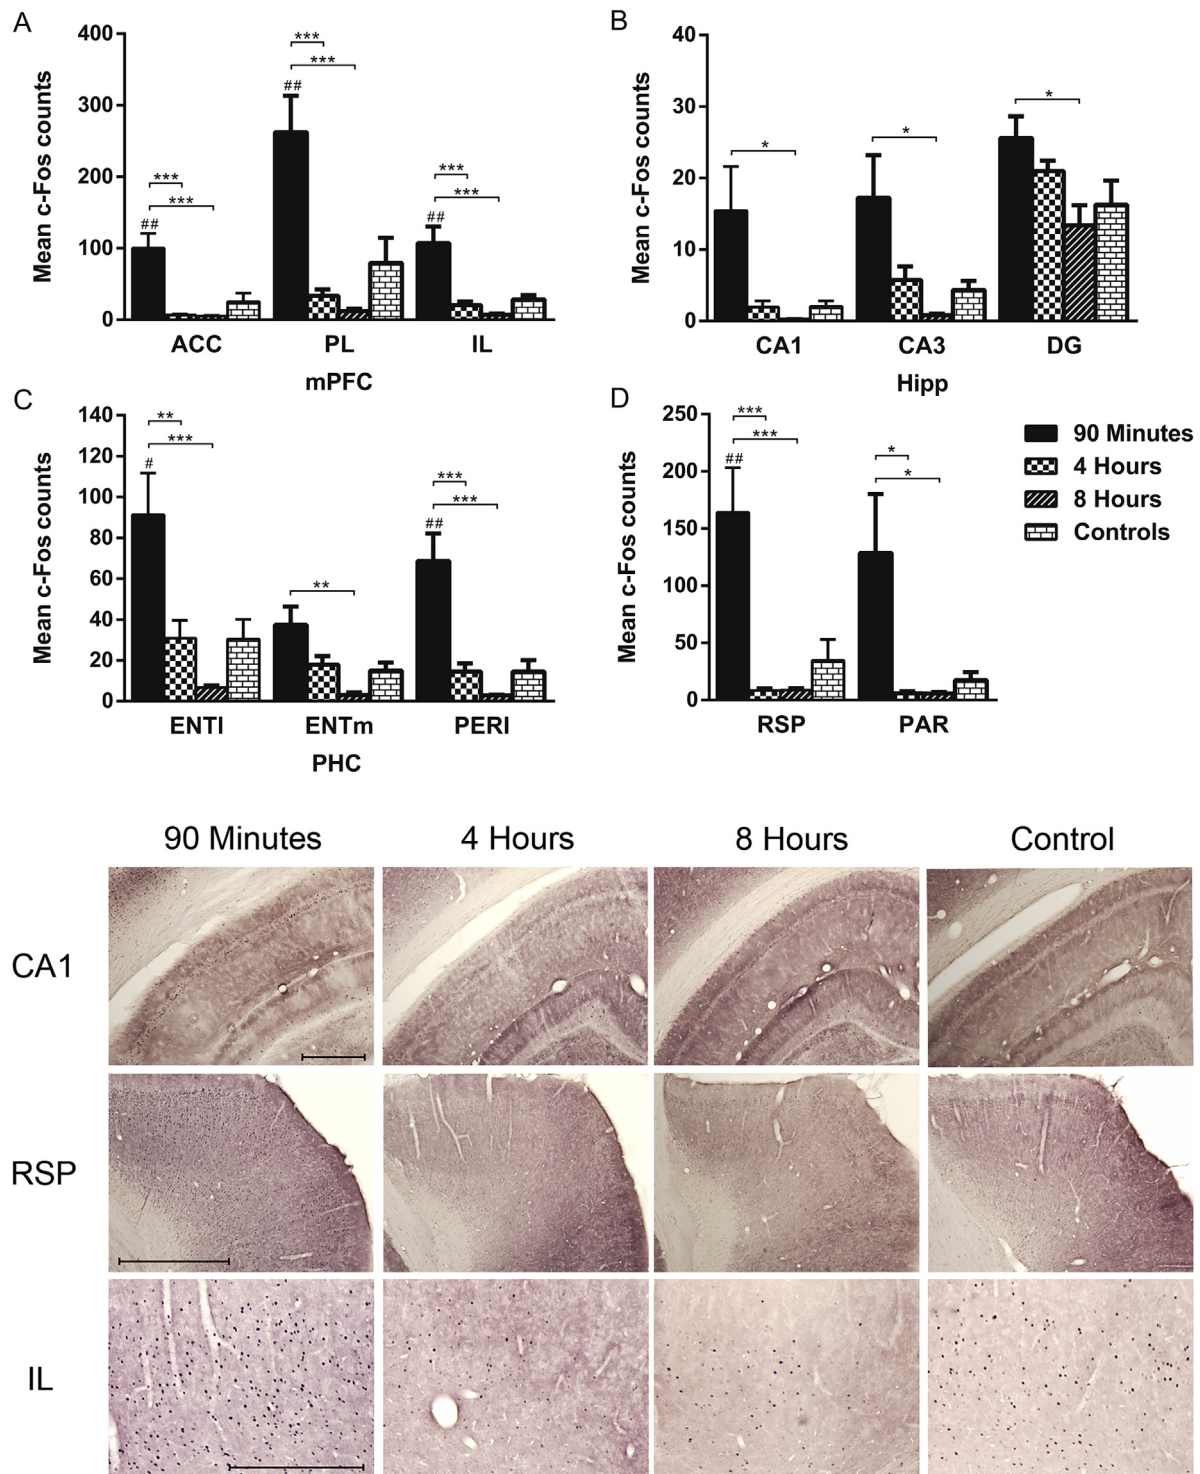 A
Mean c-Fos counts
400
300
200
100
0
***
***
##
***
***
##
***
***
##
ACC PL IL
mPFC
B
Mean c-Fos counts
40
30
20
10
0
*
*
*
CA1 CA3 DG
Hipp
C
Mean c-Fos counts
140
120
100
80
60
40
20
0
**
***
#
**
***
***
##
ENTl ENTm PERI
PHC
D
Mean c-Fos counts
250
200
150
100
50
0
***
***
##
*
*
RSP PAR
90 Minutes
4 Hours
8 Hours
Controls
90 Minutes 4 Hours 8 Hours Control
CA1
RSP
IL